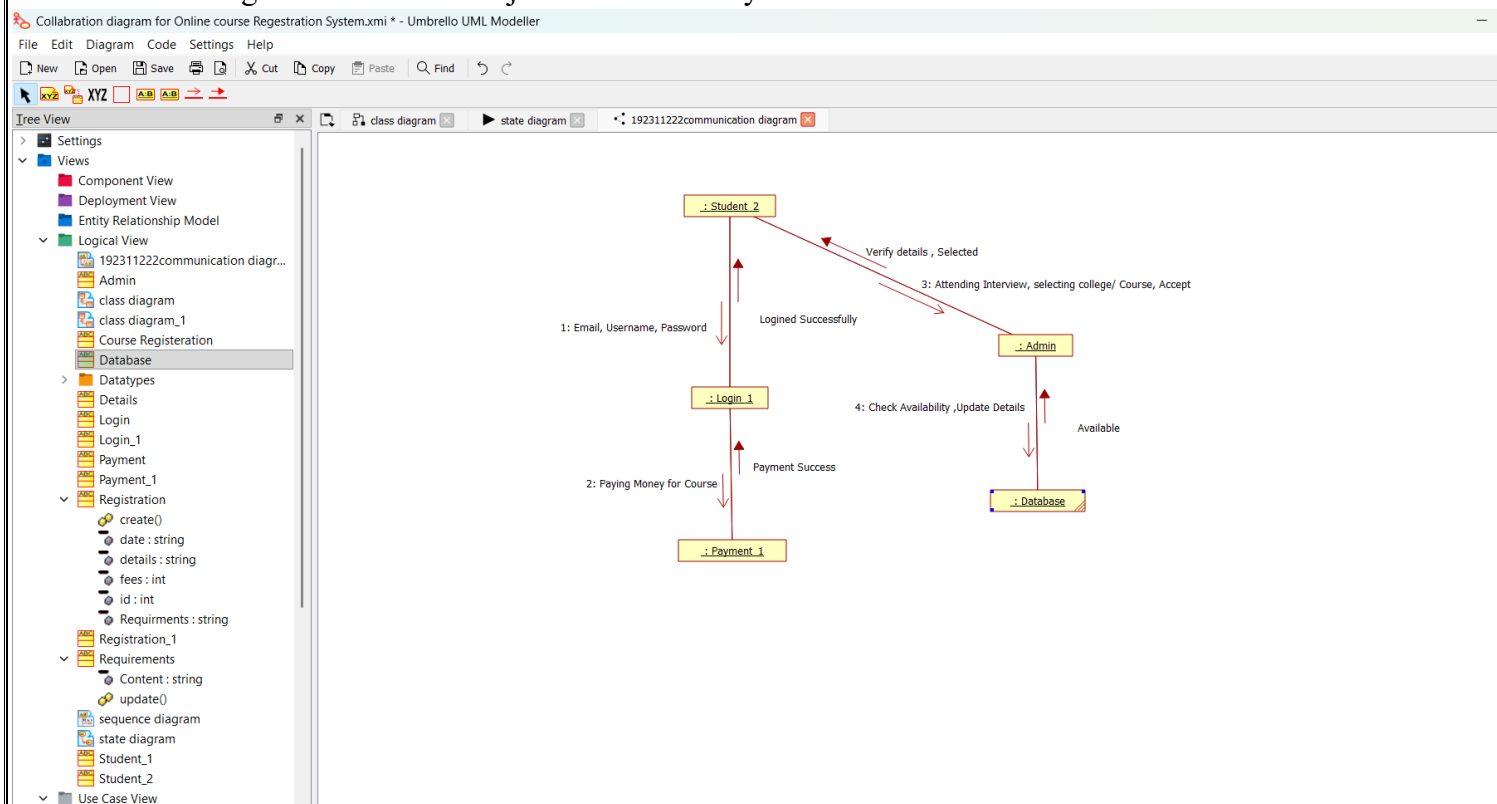 Collabration diagram for Online course Regestration System.xmi * - Umbrello UML Modeller
File Edit Diagram Code Settings Help
New Open Save Cut Copy Paste Find
XYZ XYZ XYZ A:B A:B
Tree View
class diagram state diagram 192311222communication diagram
Settings
Views
Component View
Deployment View
Entity Relationship Model
Logical View
192311222communication diagr...
Admin
class diagram
class diagram_1
Course Registeration
Database
Datatypes
Details
Login
Login_1
Payment
Payment_1
Registration
create()
date : string
details : string
fees : int
id : int
Requirments : string
Registration_1
Requirements
Content : string
update()
sequence diagram
state diagram
Student_1
Student_2
Use Case View
: Student_2
Verify details , Selected
3: Attending Interview, selecting college/ Course, Accept
1: Email, Username, Password
Logined Successfully
: Admin
: Login_1
4: Check Availability ,Update Details
Available
Payment Success
2: Paying Money for Course
: Database
: Payment_1